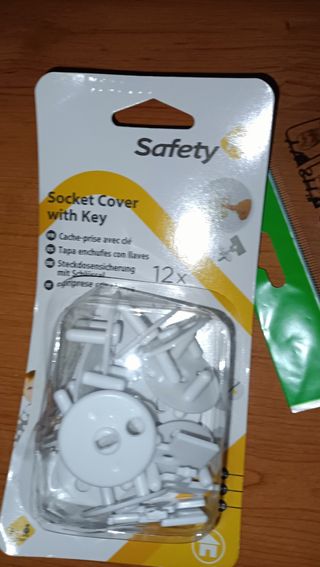 Safety
Socket Cover
with Key
Cache-prise avec clé
Tapa enchufes con llaves
Steckdosensicherung
mit Schlüssel
12x